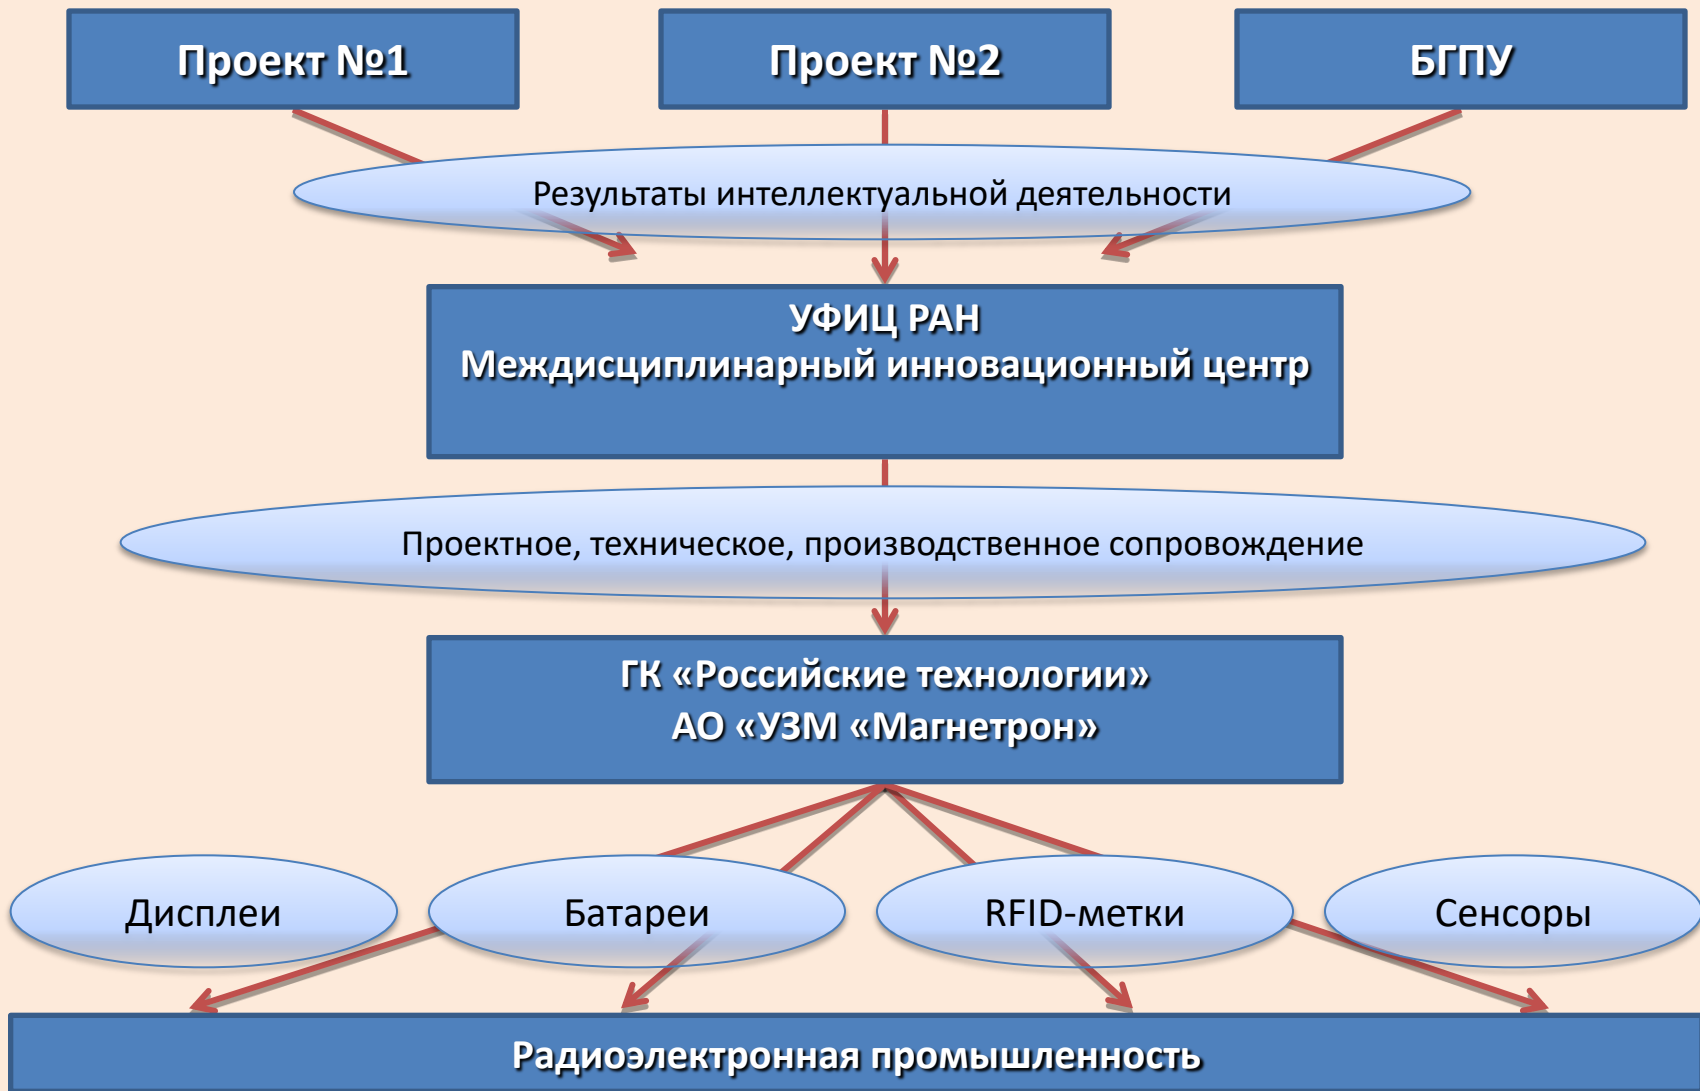 Проект №1
Проект №2
БГПУ
Результаты интеллектуальной деятельности
УФИЦ РАН
Междисциплинарный инновационный центр
Проектное, техническое, производственное сопровождение
ГК «Российские технологии»
АО «УЗМ «Магнетрон»
Дисплеи
Батареи
RFID-метки
Сенсоры
Радиоэлектронная промышленность